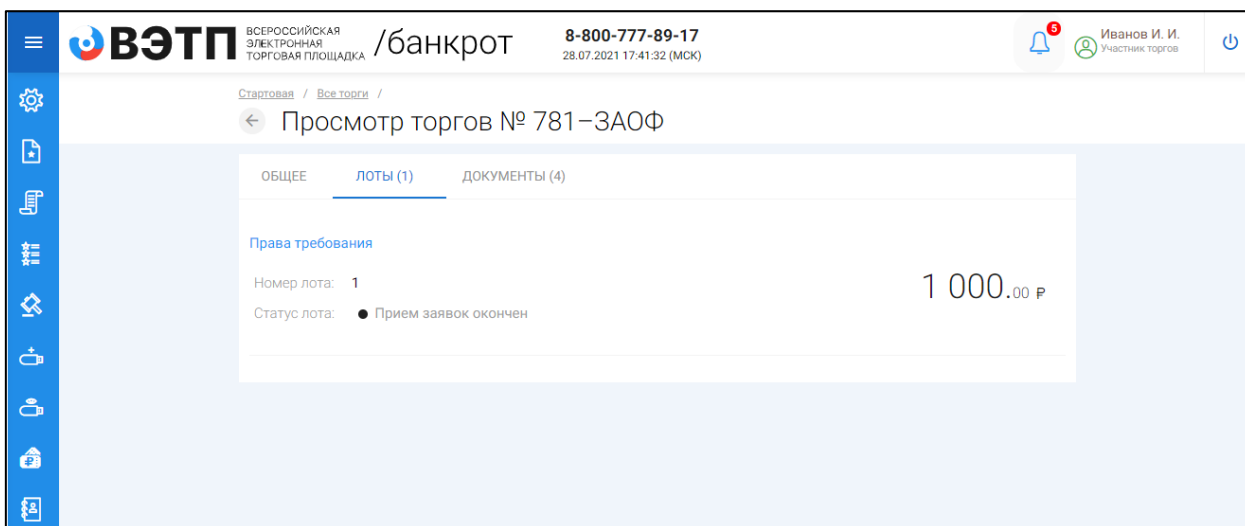 ВЭТП
ВСЕРОССИЙСКАЯ
ЭЛЕКТРОННАЯ
ТОРГОВАЯ ПЛОЩАДКА
/банкрот
8-800-777-89-17
28.07.2021 17:41:32 (МСК)
5
Иванов И. И.
Участник торгов
Стартовая / Все торги /
Просмотр торгов № 781–ЗАОФ
ОБЩЕЕ ЛОТЫ (1) ДОКУМЕНТЫ (4)
Права требования
Номер лота: 1
1 000.00 ₽
Статус лота: Прием заявок окончен